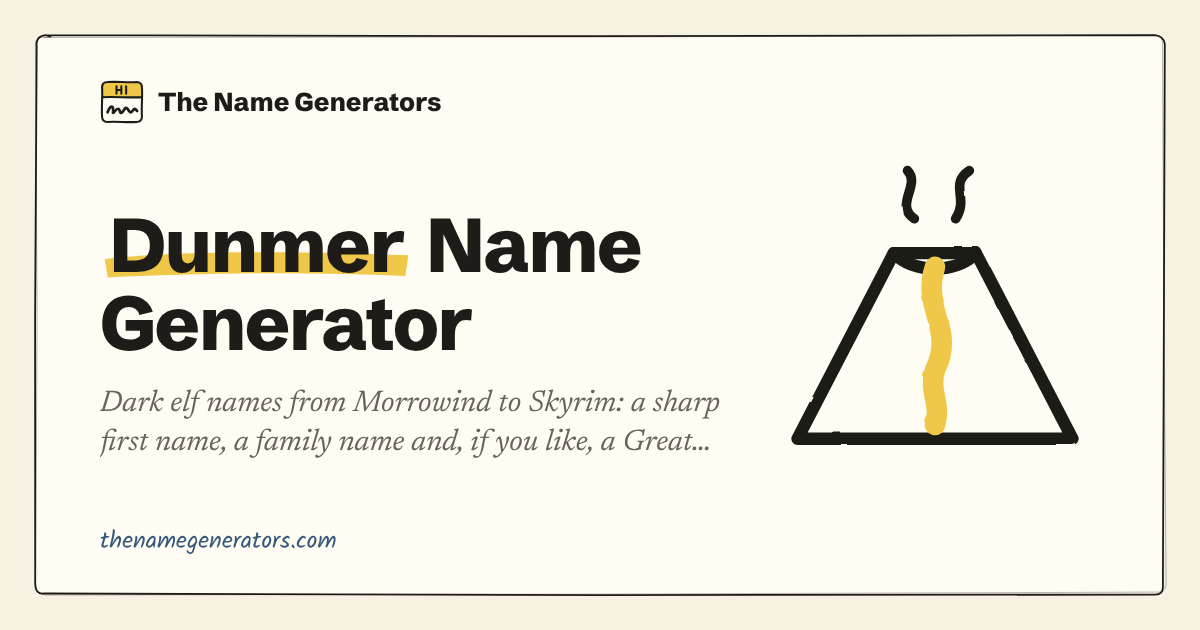 HI
The Name Generators
Dunmer Name
Generator
Dark elf names from Morrowind to Skyrim: a sharp
first name, a family name and, if you like, a Great...
thenamegenerators.com